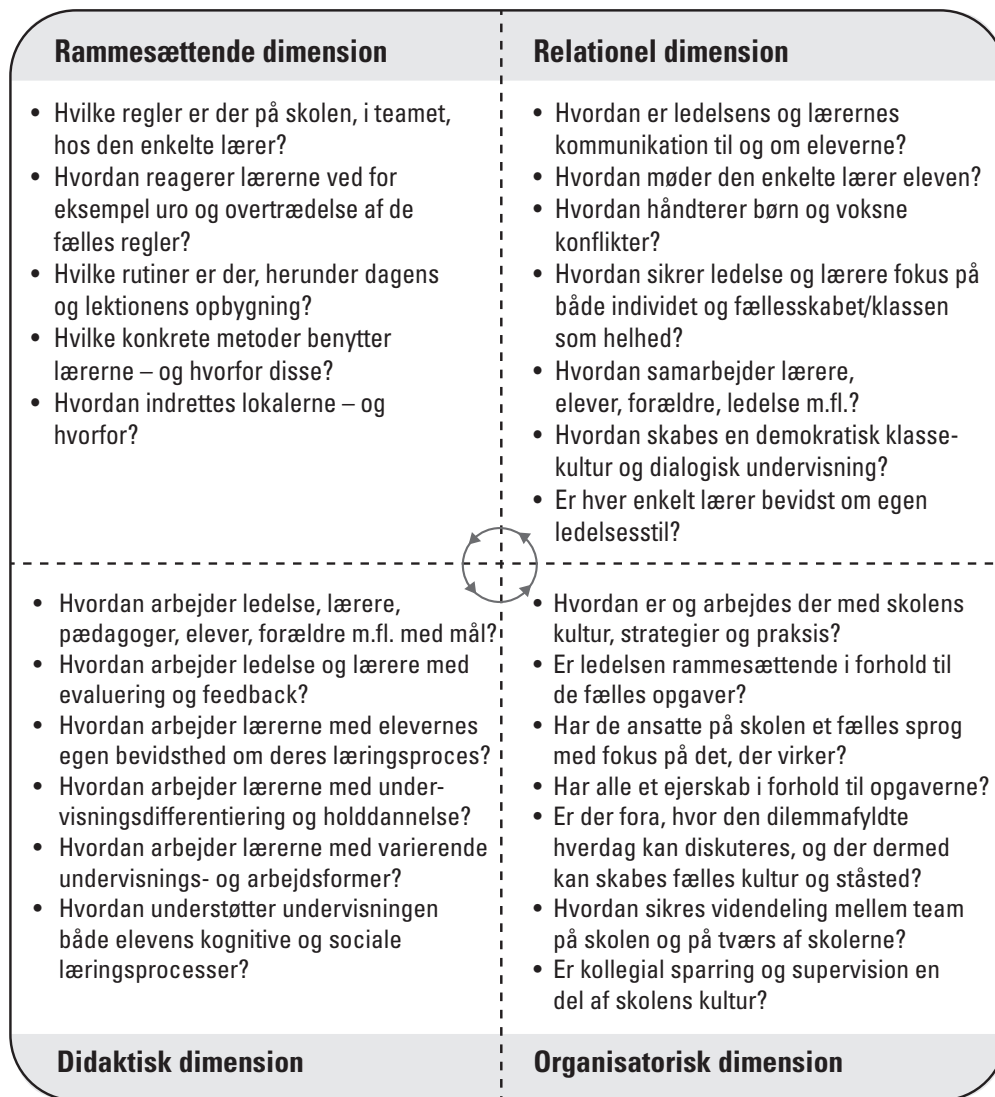 Rammesættende dimension
• Hvilke regler er der på skolen, i teamet,
hos den enkelte lærer?
• Hvordan reagerer lærerne ved for
eksempel uro og overtrædelse af de
fælles regler?
• Hvilke rutiner er der, herunder dagens
og lektionens opbygning?
• Hvilke konkrete metoder benytter
lærerne – og hvorfor disse?
• Hvordan indrettes lokalerne – og
hvorfor?
Relationel dimension
• Hvordan er ledelsens og lærernes
kommunikation til og om eleverne?
• Hvordan møder den enkelte lærer eleven?
• Hvordan håndterer børn og voksne
konflikter?
• Hvordan sikrer ledelse og lærere fokus på
både individet og fællesskabet/klassen
som helhed?
• Hvordan samarbejder lærere,
elever, forældre, ledelse m.fl.?
• Hvordan skabes en demokratisk klasse-
kultur og dialogisk undervisning?
• Er hver enkelt lærer bevidst om egen
ledelsesstil?
• Hvordan arbejder ledelse, lærere,
pædagoger, elever, forældre m.fl. med mål?
• Hvordan arbejder ledelse og lærere med
evaluering og feedback?
• Hvordan arbejder lærerne med elevernes
egen bevidsthed om deres læringsproces?
• Hvordan arbejder lærerne med under-
visningsdifferentiering og holddannelse?
• Hvordan arbejder lærerne med varierende
undervisnings- og arbejdsformer?
• Hvordan understøtter undervisningen
både elevens kognitive og sociale
læringsprocesser?
Didaktisk dimension
• Hvordan er og arbejdes der med skolens
kultur, strategier og praksis?
• Er ledelsen rammesættende i forhold til
de fælles opgaver?
• Har de ansatte på skolen et fælles sprog
med fokus på det, der virker?
• Har alle et ejerskab i forhold til opgaverne?
• Er der fora, hvor den dilemmafyldte
hverdag kan diskuteres, og der dermed
kan skabes fælles kultur og ståsted?
• Hvordan sikres videndeling mellem team
på skolen og på tværs af skolerne?
• Er kollegial sparring og supervision en
del af skolens kultur?
Organisatorisk dimension